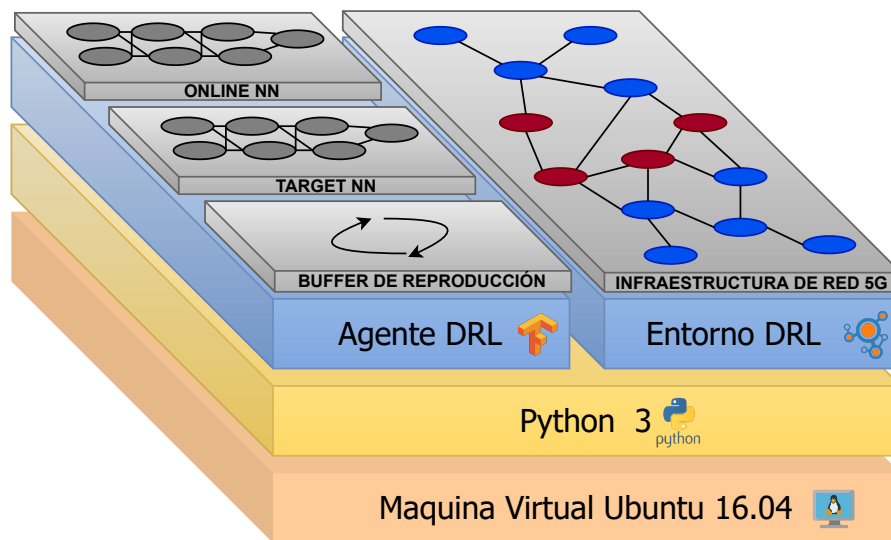 ONLINE NN
TARGET NN
BUFFER DE REPRODUCCIÓN
INFRAESTRUCTURA DE RED 5G
Agente DRL
Entorno DRL
Python 3
python
Maquina Virtual Ubuntu 16.04